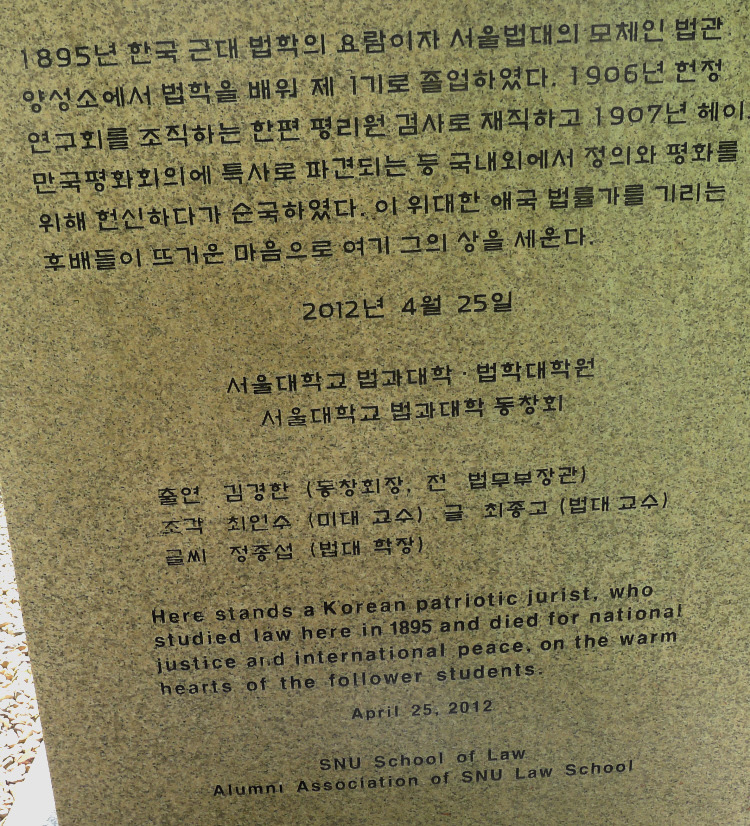 1895년 한국 근대 법학의 요람이자 서울법대의 모체인 법관
양성소에서 법학을 배워 제 1기로 졸업하였다. 1906년 헌정
연구회를 조직하는 한편 평리원 검사로 재직하고 1907년 헤이
만국평화회의에 특사로 파견되는 등 국내외에서 정의와 평화를
위해 헌신하다가 순국하였다. 이 위대한 애국 법률가를 기리는
후배들이 뜨거운 마음으로 여기 그의 상을 세운다.
2012년 4월 25일
서울대학교 법과대학 · 법학대학원
서울대학교 법과대학 동창회
출연 김경한 (동창회장, 전 법무부장관)
조각 최인수 (미대 교수) 글 최종고 (법대 교수)
글씨 정종섭 (법대 학장)
Here stands a Korean patriotic jurist, who
studied law here in 1895 and died for national
justice and international peace, on the warm
hearts of the follower students.
April 25, 2012
SNU School of Law
Alumni Association of SNU Law School